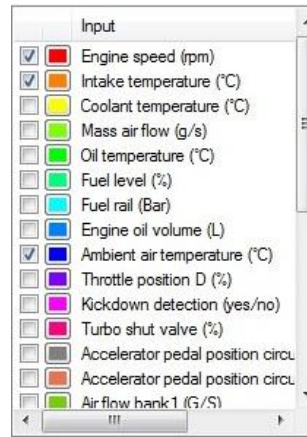 Input
Engine speed (rpm)
Intake temperature (°C)
Coolant temperature (°C)
Mass air flow (g/s)
Oil temperature (°C)
Fuel level (%)
Fuel rail (Bar)
Engine oil volume (L)
Ambient air temperature (°C)
Throttle position D (%)
Kickdown detection (yes/no)
Turbo shut valve (%)
Accelerator pedal position circu
Accelerator pedal position circu
Air flow bank1 (G/S)